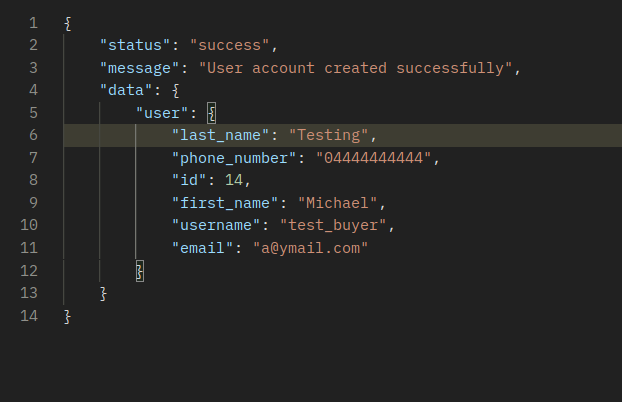 1 {
2 "status": "success",
3 "message": "User account created successfully",
4 "data": {
5 "user": {
6 "last_name": "Testing",
7 "phone_number": "04444444444",
8 "id": 14,
9 "first_name": "Michael",
10 "username": "test_buyer",
11 "email": "a@ymail.com"
12 }
13 }
14 }